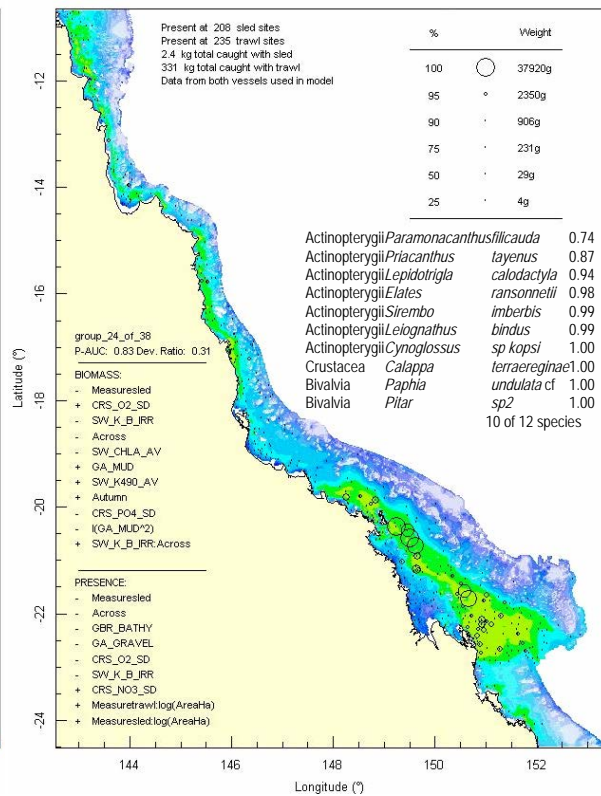 Present at 208 sled sites
Present at 235 trawl sites
2.4 kg total caught with sled
331 kg total caught with trawl
Data from both vessels used in model
% Weight
100 37920g
95 2350g
90 906g
75 231g
50 29g
25 4g
Actinopterygii Paramonacanthus filicauda 0.74
Actinopterygii Priacanthus tayenus 0.87
Actinopterygii Lepidotrigla calodactyla 0.94
Actinopterygii Elates ransonnetii 0.98
Actinopterygii Sirembo imberbis 0.99
Actinopterygii Leiognathus bindus 0.99
Actinopterygii Cynoglossus sp kopsi 1.00
Crustacea Calappa terraereginae 1.00
Bivalvia Paphia undulata cf 1.00
Bivalvia Pitar sp2 1.00
10 of 12 species
group_24_of_38
P-AUC: 0.83 Dev. Ratio: 0.31
BIOMASS:
- Measuresled
+ CRS_O2_SD
- SW_K_B_IRR
- Across
- SW_CHLA_AV
+ GA_MUD
+ SW_K490_AV
+ Autumn
- CRS_PO4_SD
- I(GA_MUD^2)
+ SW_K_B_IRR:Across
PRESENCE:
- Measuresled
- Across
- GBR_BATHY
- GA_GRAVEL
- CRS_O2_SD
- SW_K_B_IRR
+ CRS_NO3_SD
+ Measuretrawl:log(AreaHa)
+ Measuresled:log(AreaHa)
Latitude (°)
-12
-14
-16
-18
-20
-22
-24
144 146 148 150 152
Longitude (°)